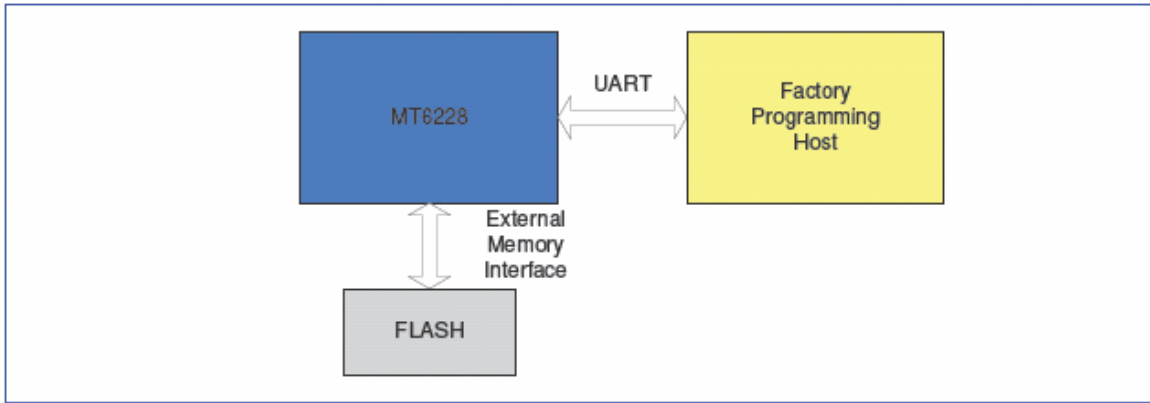 MT6228
UART
Factory
Programming
Host
External
Memory
Interface
FLASH